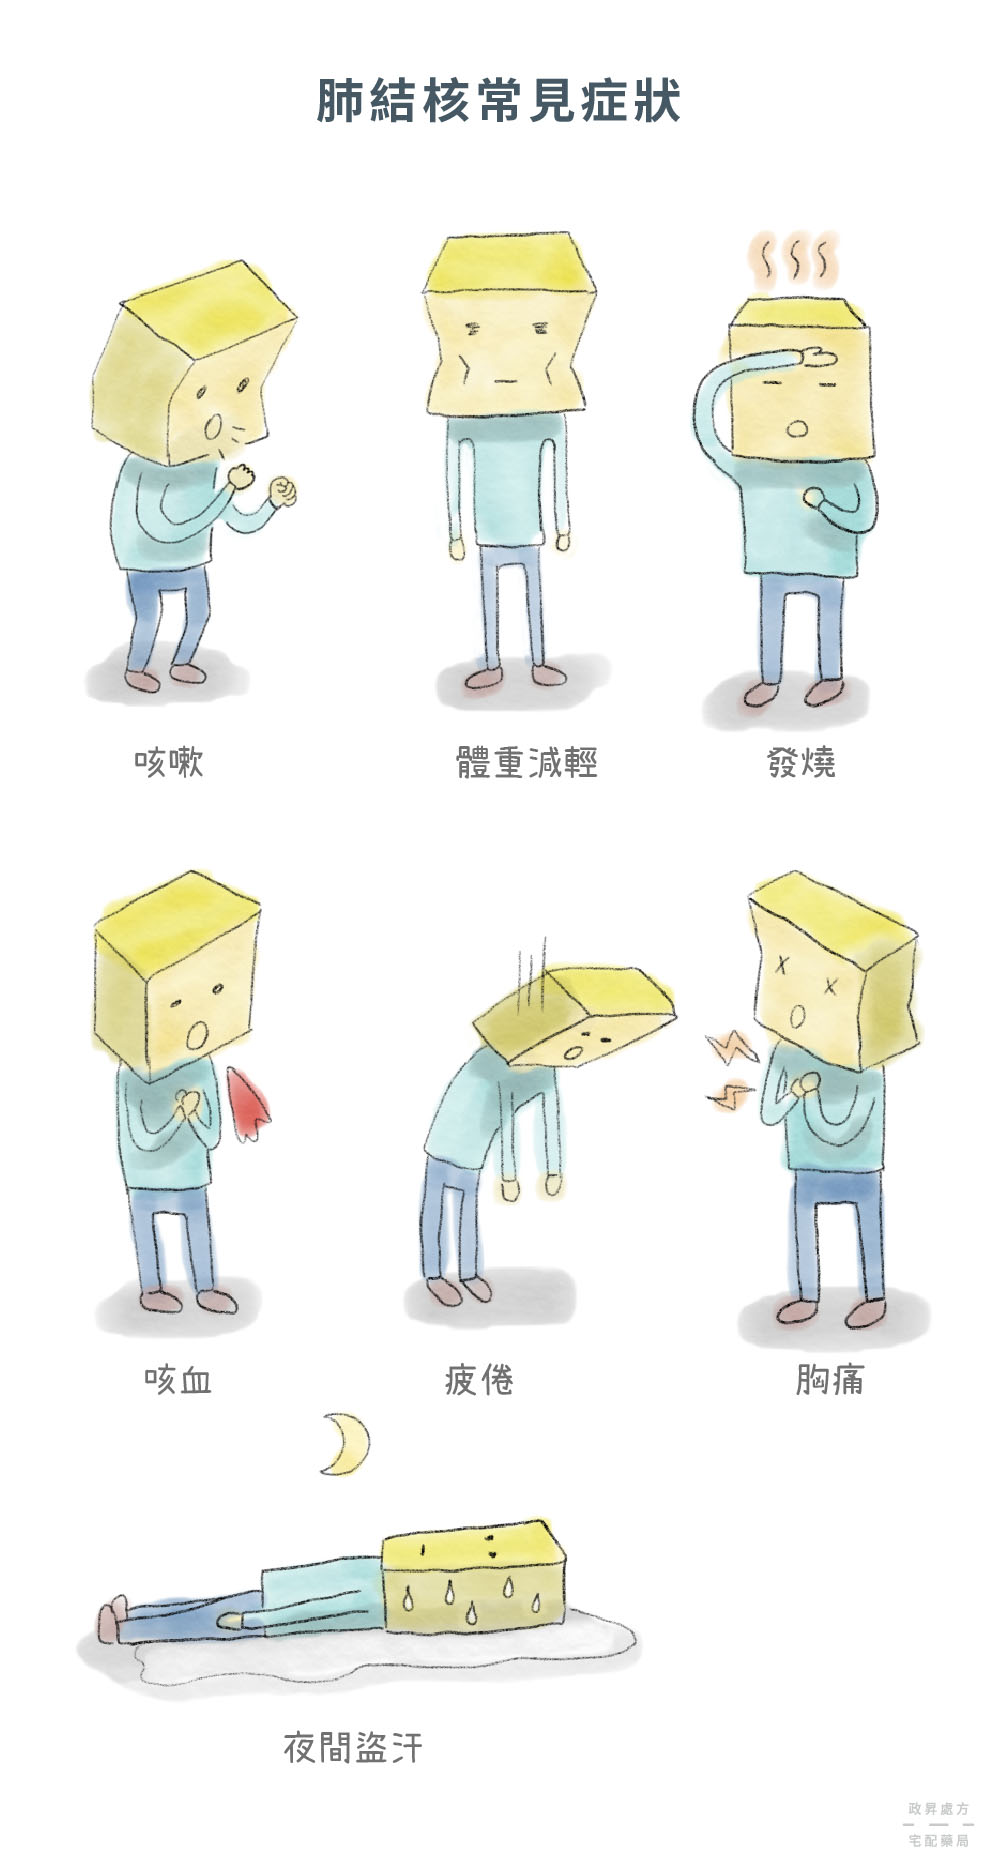 肺結核常見症狀
咳嗽
體重減輕
發燒
咳血
疲倦
胸痛
夜間盜汗
政昇處方
宅配藥局